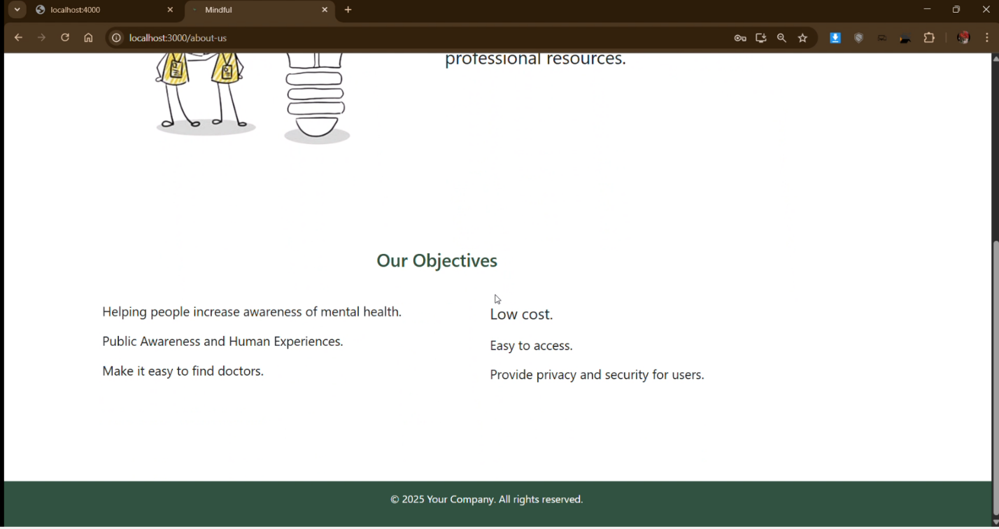 localhost:4000
Mindful
localhost:3000/about-us
professional resources.
Our Objectives
Helping people increase awareness of mental health.
Public Awareness and Human Experiences.
Make it easy to find doctors.
Low cost.
Easy to access.
Provide privacy and security for users.
© 2025 Your Company. All rights reserved.